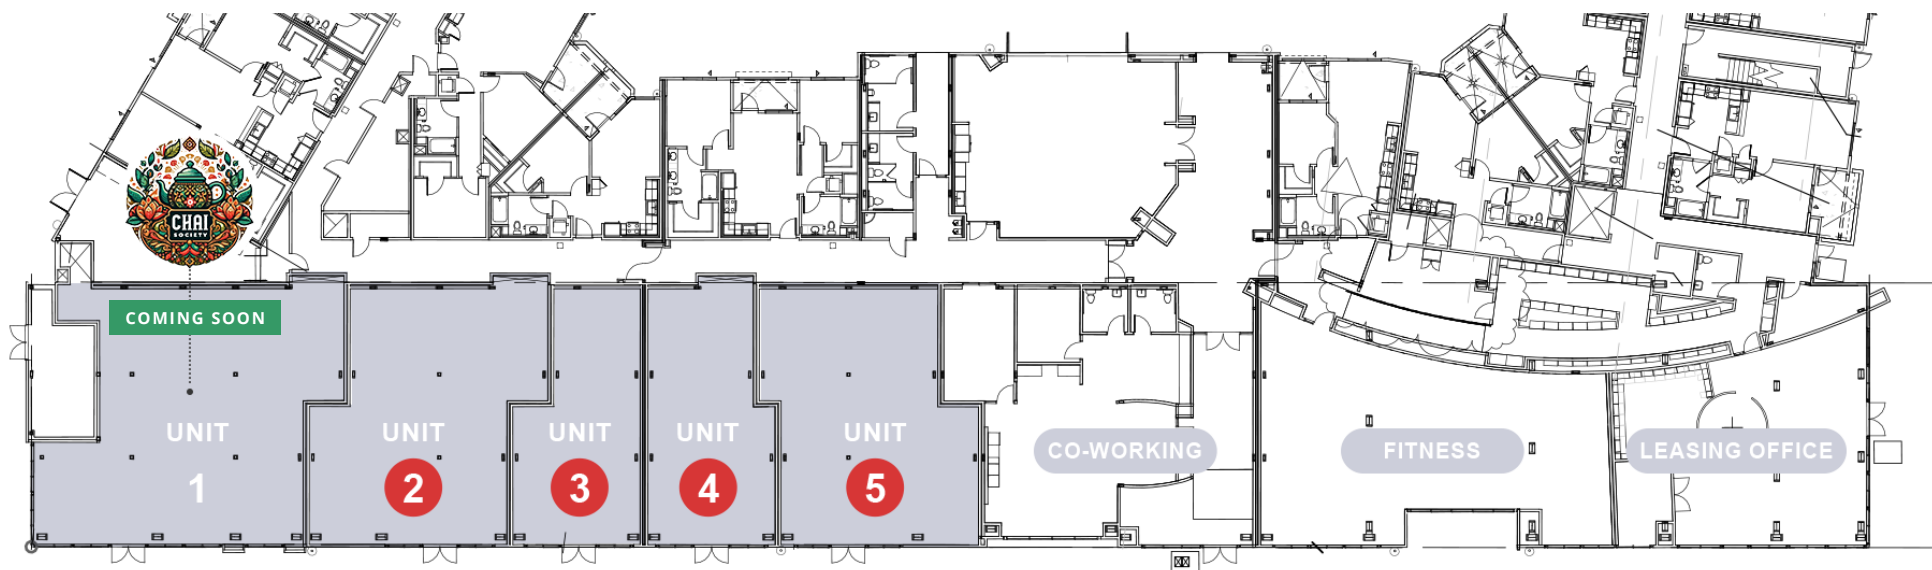 CHAI
SOCIETY
COMING SOON
UNIT
1
UNIT
2
UNIT
3
UNIT
4
UNIT
5
CO-WORKING
FITNESS
LEASING OFFICE